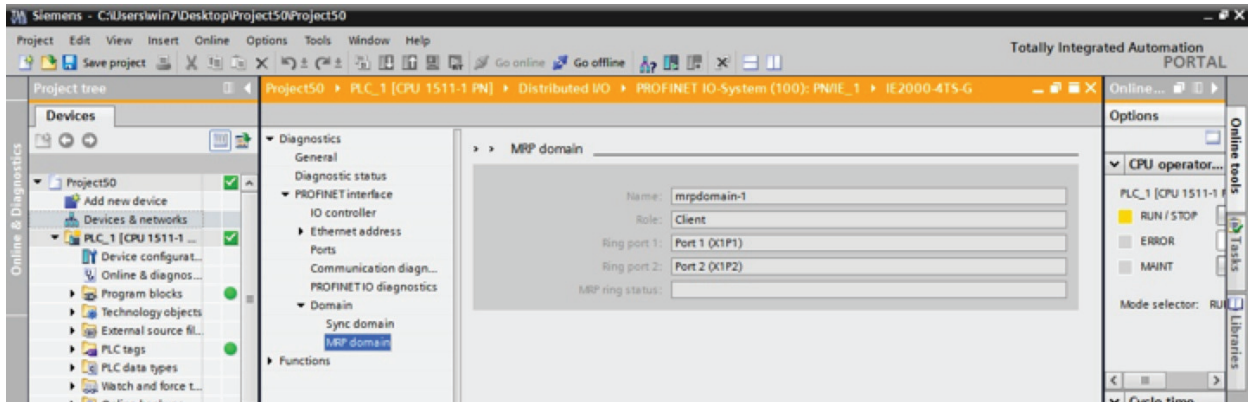 Siemens - C:\Users\win7\Desktop\Project50\Project50
Project Edit View Insert Online Options Tools Window Help
Totally Integrated Automation
PORTAL
Save project
Go online
Go offline
Project tree
Project50 PLC_1 [CPU 1511-1 PN] Distributed I/O PROFINET IO-System (100): PN/IE_1 IE2000-4TS-G
Online...
Devices
Options
Online & Diagnostics
Project50
Add new device
Devices & networks
PLC_1 [CPU 1511-1 ...
Device configurat...
Online & diagnos...
Program blocks
Technology objects
External source fil...
PLC tags
PLC data types
Watch and force t...
Diagnostics
General
Diagnostic status
PROFINET interface
IO controller
Ethernet address
Ports
Communication diagn...
PROFINET IO diagnostics
Domain
Sync domain
MRP domain
Functions
> > MRP domain
Name: mrpdomain-1
Role: Client
Ring port 1: Port 1 (X1P1)
Ring port 2: Port 2 (X1P2)
MRP ring status:
CPU operator...
PLC_1 [CPU 1511-1
RUN / STOP
ERROR
MAINT
Mode selector:
Cycle time
Online tools
Tasks
Libraries